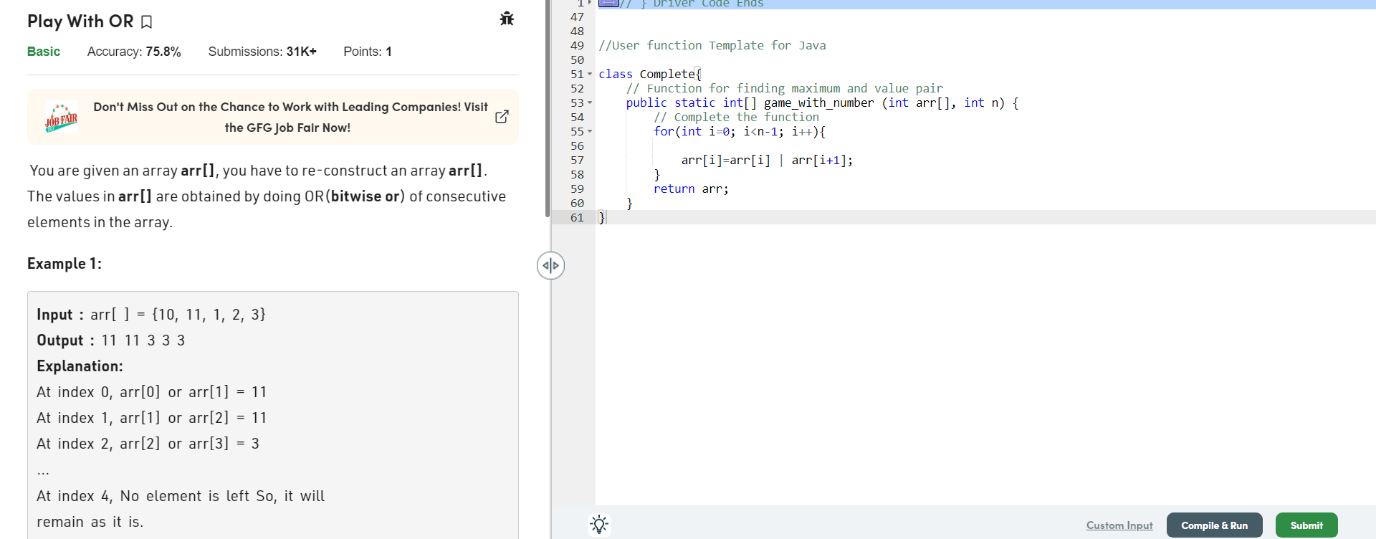 Play With OR
Basic Accuracy: 75.8% Submissions: 31K+ Points: 1
JOB FAIR
Don't Miss Out on the Chance to Work with Leading Companies! Visit
the GFG Job Fair Now!
You are given an array arr[], you have to re-construct an array arr[].
The values in arr[] are obtained by doing OR(bitwise or) of consecutive
elements in the array.
Example 1:
Input : arr[ ] = {10, 11, 1, 2, 3}
Output : 11 11 3 3 3
Explanation:
At index 0, arr[0] or arr[1] = 11
At index 1, arr[1] or arr[2] = 11
At index 2, arr[2] or arr[3] = 3
...
At index 4, No element is left So, it will
remain as it is.
1 // } Driver Code Ends
47
48
49 //User function Template for Java
50
51 class Complete{
52 // Function for finding maximum and value pair
53 public static int[] game_with_number (int arr[], int n) {
54 // Complete the function
55 for(int i=0; i<n-1; i++){
56
57 arr[i]=arr[i] | arr[i+1];
58 }
59 return arr;
60 }
61 }
Custom Input Compile & Run Submit